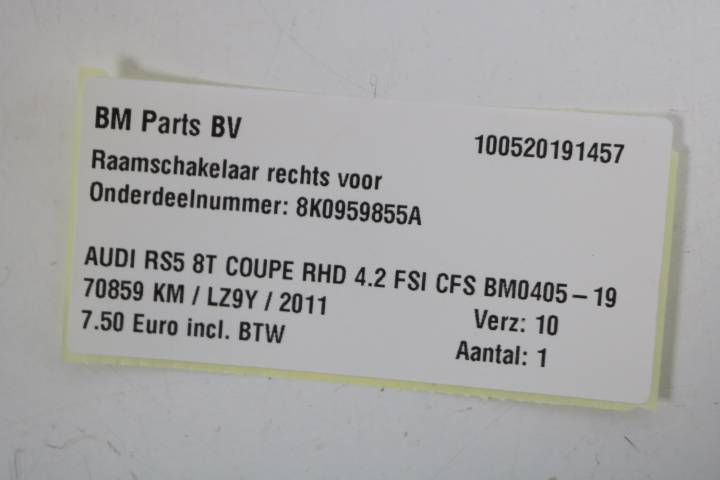 BM Parts BV
100520191457
Raamschakelaar rechts voor
Onderdeelnummer: 8K0959855A
AUDI RS5 8T COUPE RHD 4.2 FSI CFS BM0405-19
70859 KM / LZ9Y / 2011
Verz: 10
7.50 Euro incl. BTW
Aantal: 1